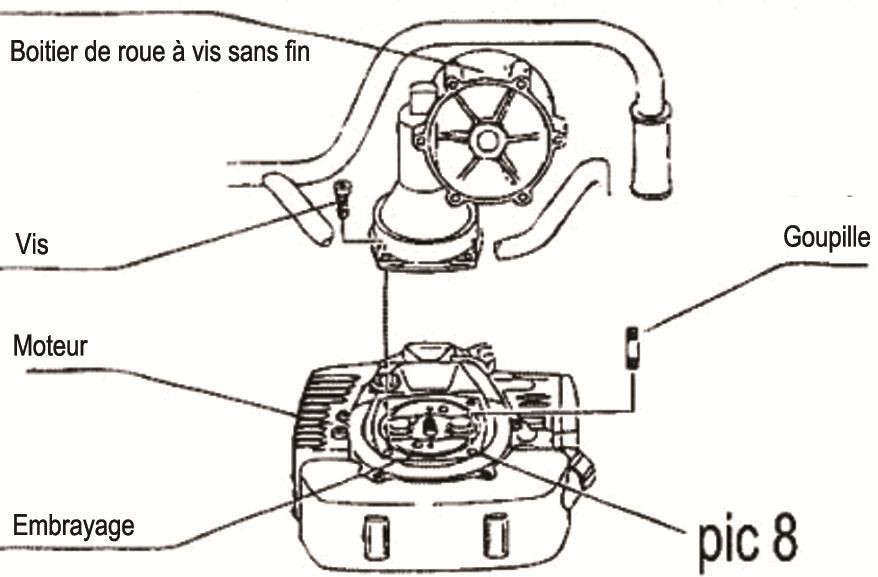 Boitier de roue à vis sans fin
Vis
Goupille
Moteur
Embrayage
pic 8